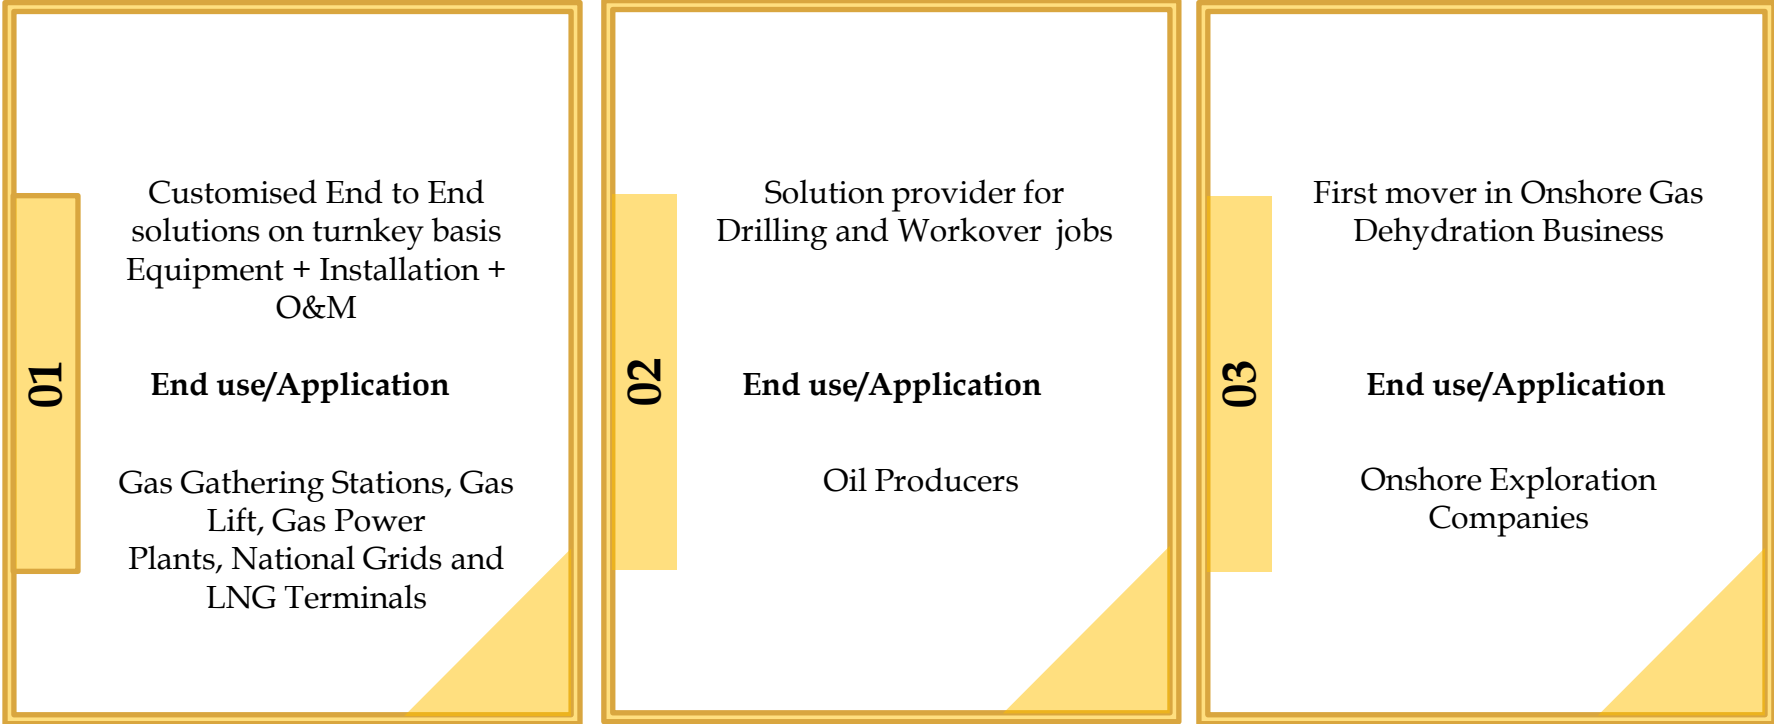 01
Customised End to End
solutions on turnkey basis
Equipment + Installation +
O&M
End use/Application
Gas Gathering Stations, Gas
Lift, Gas Power
Plants, National Grids and
LNG Terminals
02
Solution provider for
Drilling and Workover  jobs
End use/Application
Oil Producers
03
First mover in Onshore Gas
Dehydration Business
End use/Application
Onshore Exploration
Companies